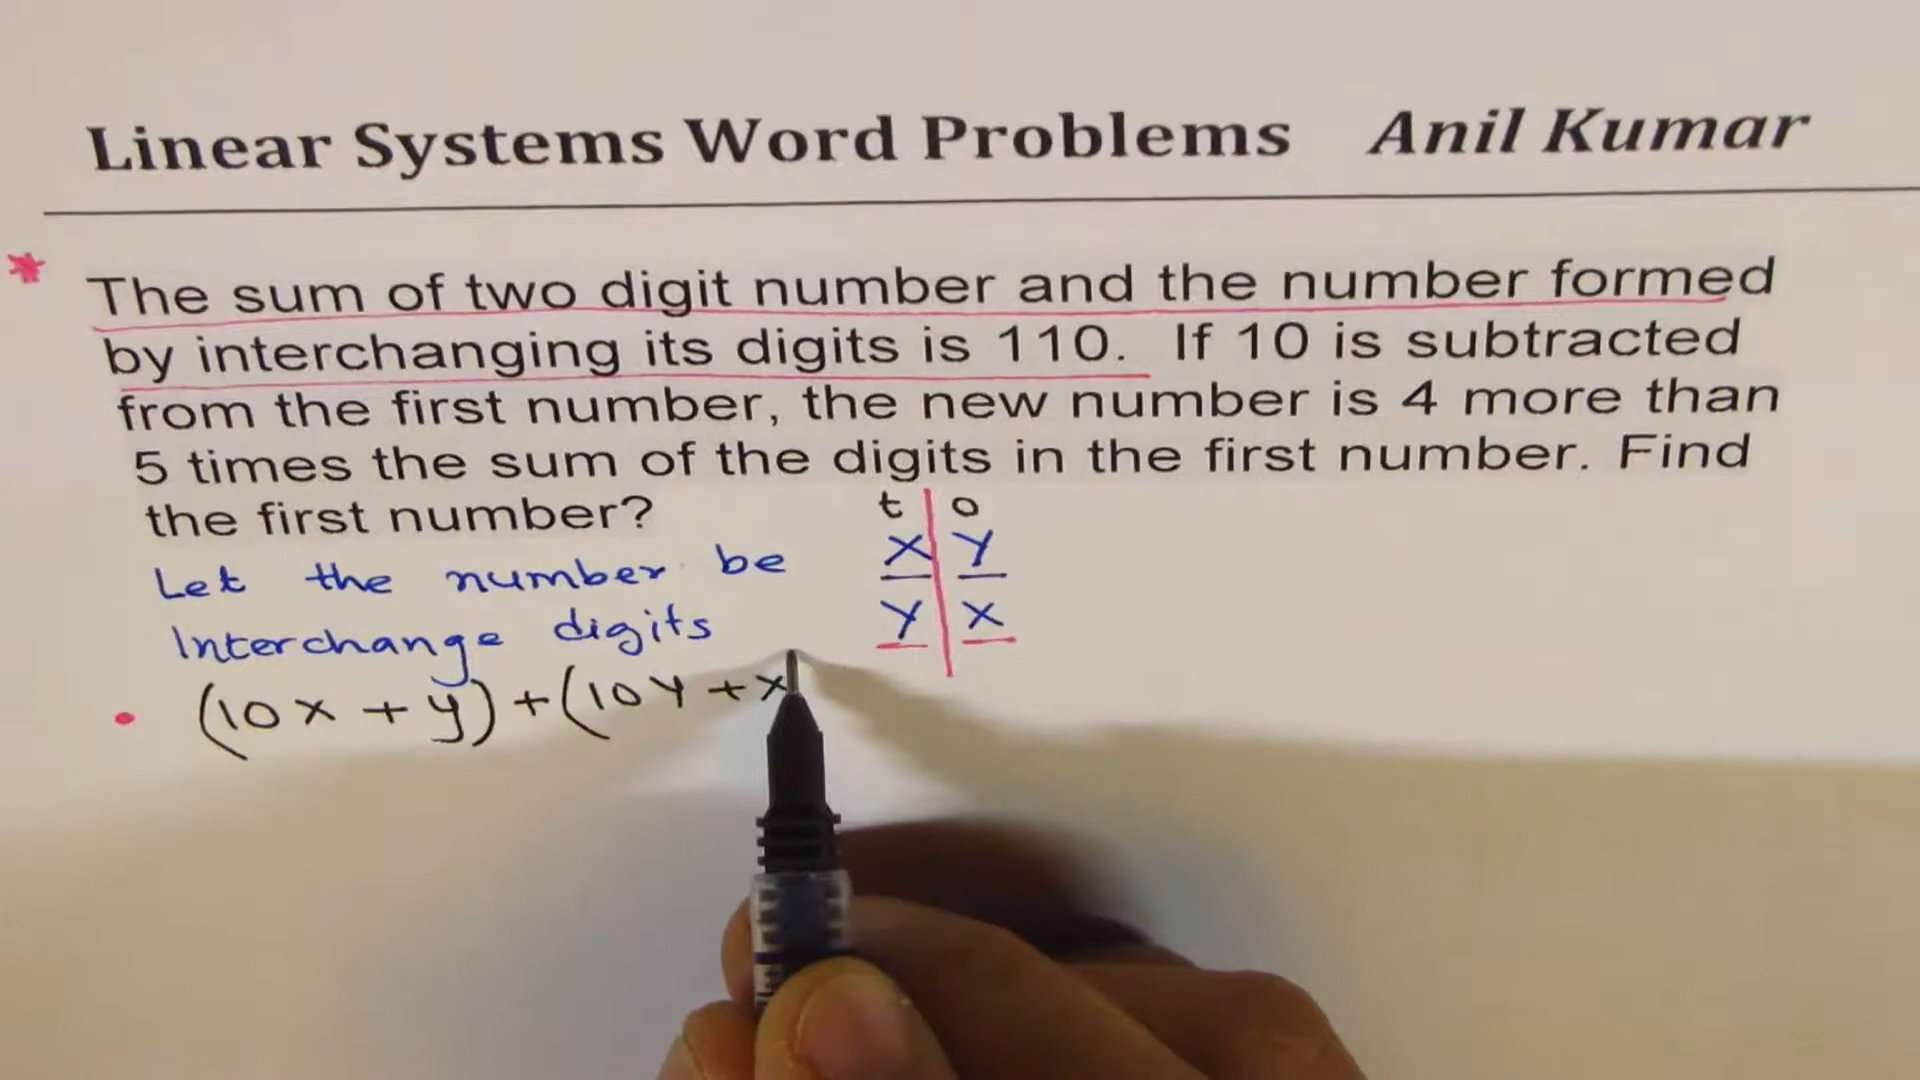 Linear Systems Word Problems Anil Kumar
* The sum of two digit number and the number formed
by interchanging its digits is 110. If 10 is subtracted
from the first number, the new number is 4 more than
5 times the sum of the digits in the first number. Find
the first number?
t o
Let the number be X Y
Interchange digits Y X
• (10x + y) + (10y + x